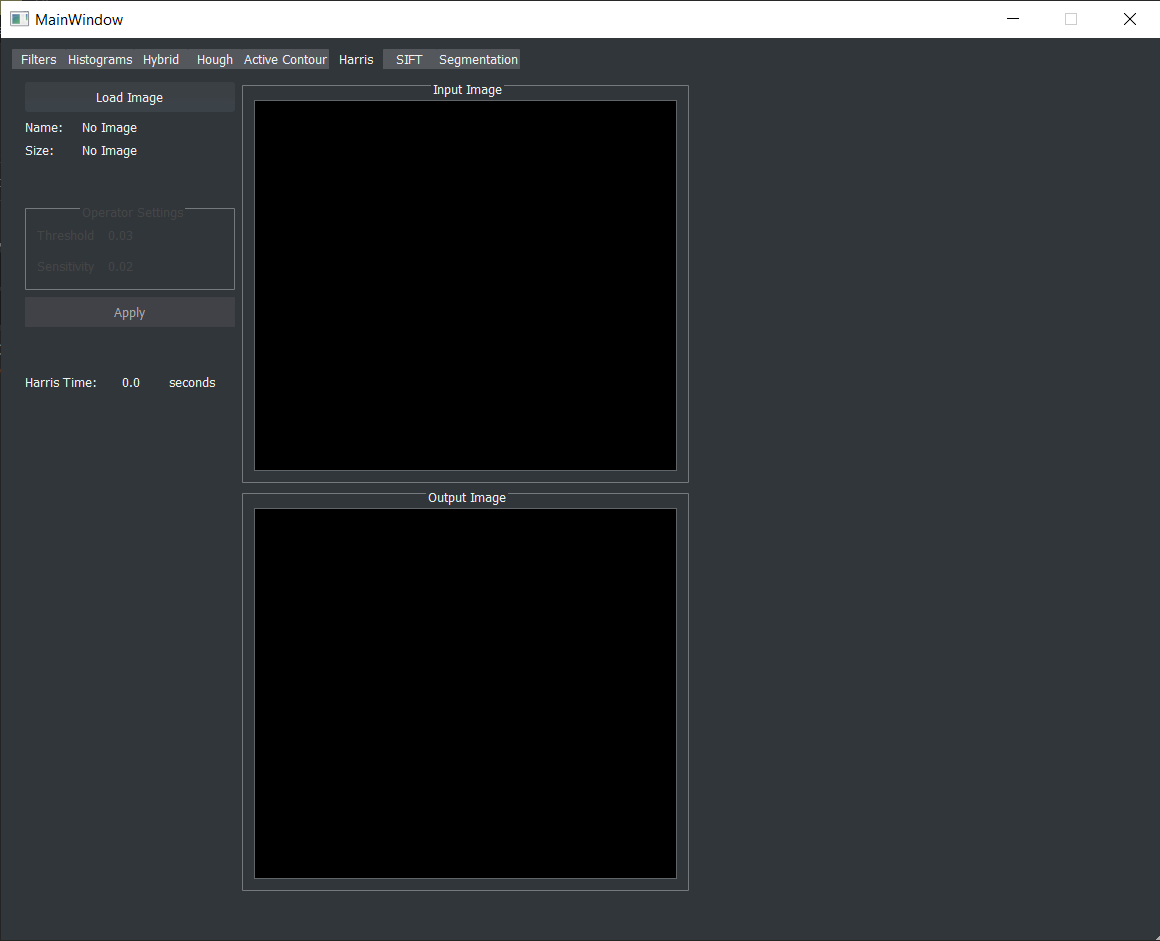 MainWindow
Filters Histograms Hybrid Hough Active Contour Harris SIFT Segmentation
Load Image
Name: No Image
Size: No Image
Operator Settings
Threshold 0.03
Sensitivity 0.02
Apply
Harris Time: 0.0 seconds
Input Image
Output Image